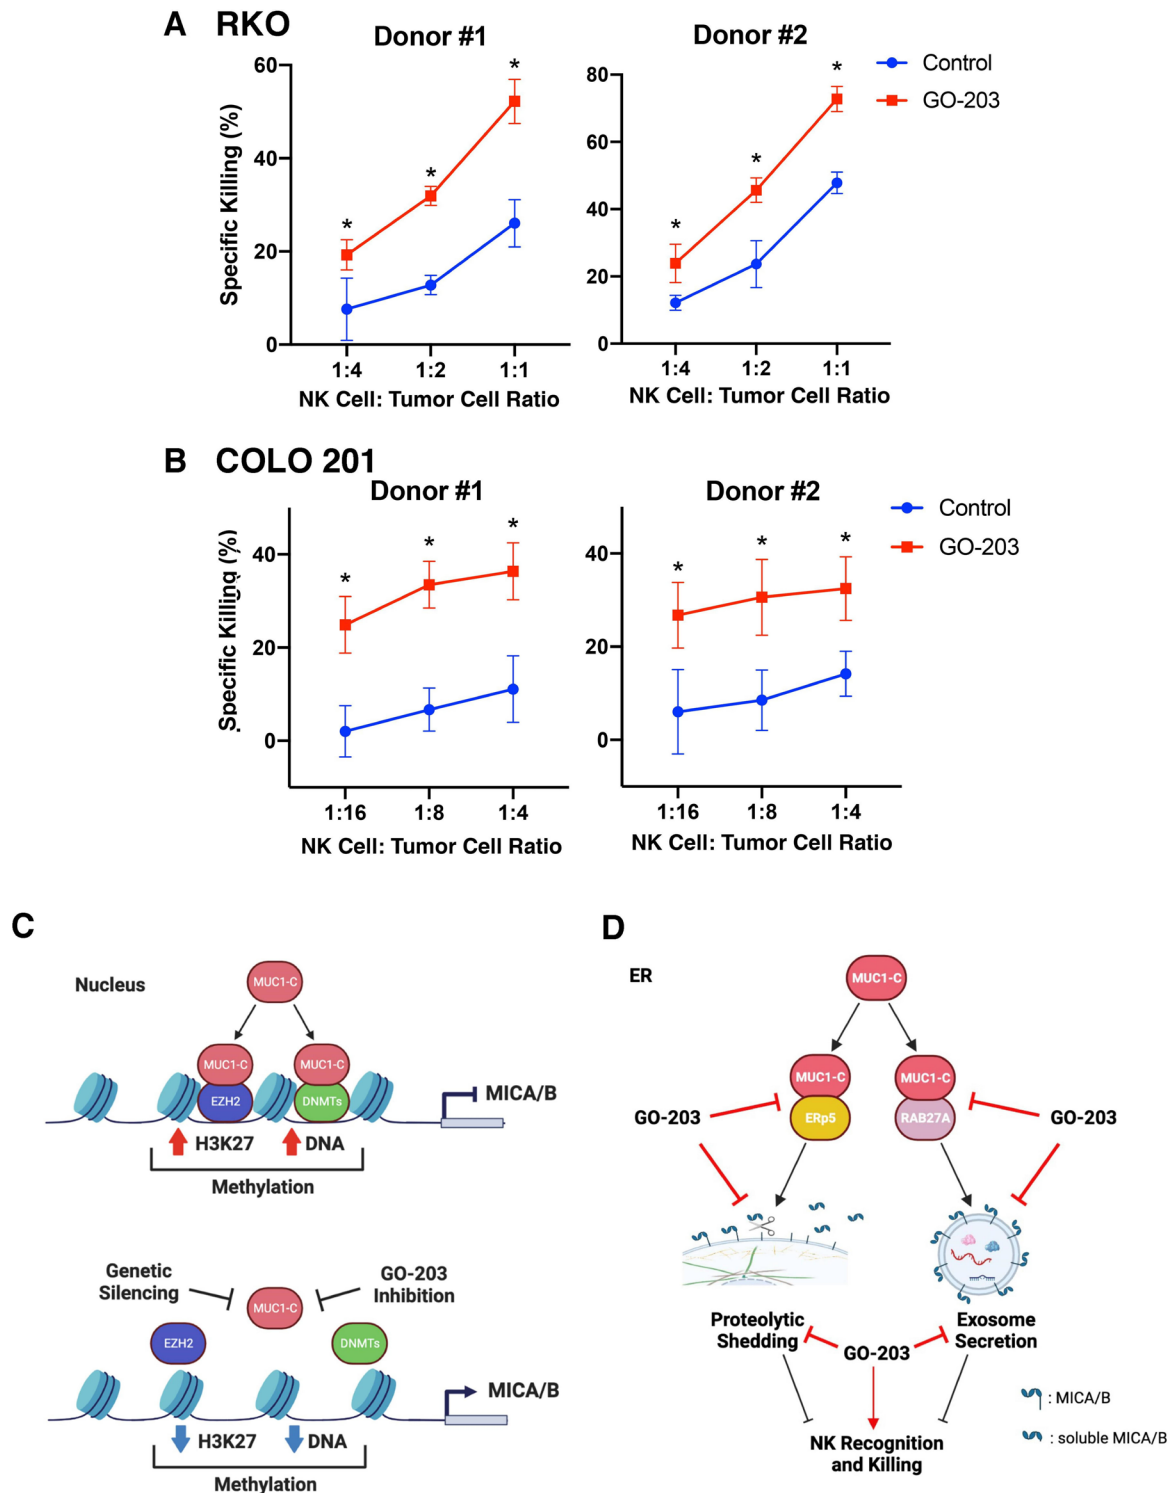 A RKO
Donor #1
Donor #2
Control
GO-203
Specific Killing (%)
60
40
20
0
80
60
40
20
0
*
*
*
*
*
*
1:4 1:2 1:1
1:4 1:2 1:1
NK Cell: Tumor Cell Ratio
NK Cell: Tumor Cell Ratio
B COLO 201
Donor #1
Donor #2
Control
GO-203
Specific Killing (%)
40
20
0
40
20
0
*
*
*
*
*
*
1:16 1:8 1:4
1:16 1:8 1:4
NK Cell: Tumor Cell Ratio
NK Cell: Tumor Cell Ratio
C
Nucleus
MUC1-C
MUC1-C
MUC1-C
EZH2
DNMTs
MICA/B
H3K27
DNA
Methylation
Genetic
Silencing
MUC1-C
GO-203
Inhibition
EZH2
DNMTs
MICA/B
H3K27
DNA
Methylation
D
ER
MUC1-C
MUC1-C
MUC1-C
GO-203
ERp5
RAB27A
GO-203
Proteolytic
Shedding
Exosome
Secretion
GO-203
NK Recognition
and Killing
: MICA/B
: soluble MICA/B